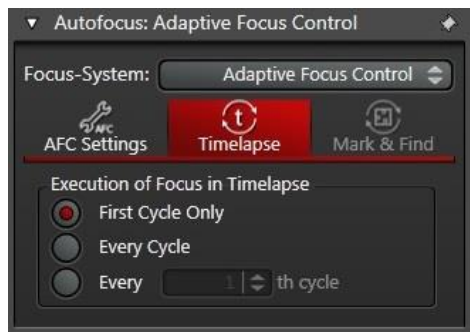 Autofocus: Adaptive Focus Control
Focus-System: Adaptive Focus Control
AFC
t
AFC Settings Timelapse Mark & Find
Execution of Focus in Timelapse
First Cycle Only
Every Cycle
Every 1 th cycle